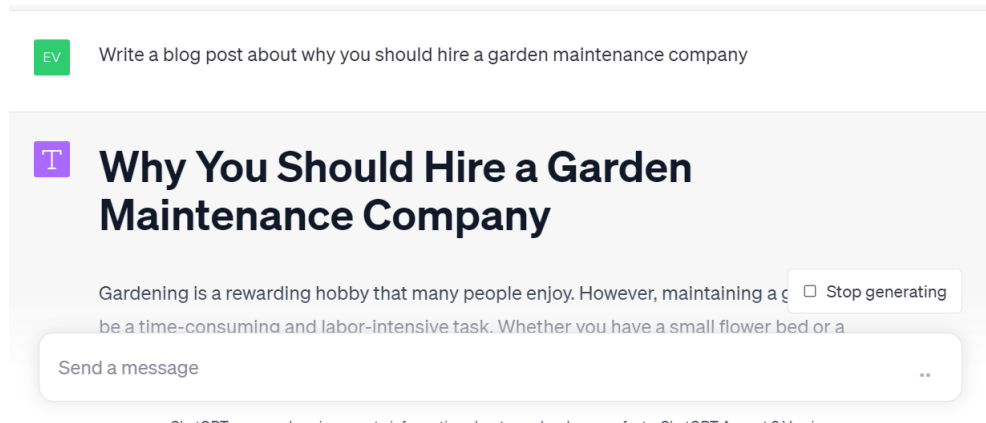 EV
Write a blog post about why you should hire a garden maintenance company
T
Why You Should Hire a Garden
Maintenance Company
Gardening is a rewarding hobby that many people enjoy. However, maintaining a
Stop generating
be a time-consuming and labor-intensive task. Whether you have a small flower bed or a
Send a message